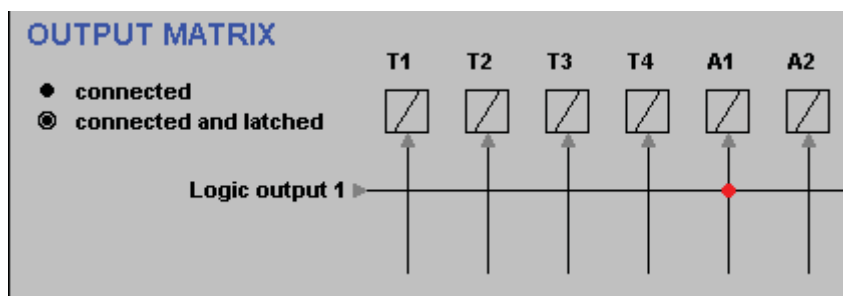 OUTPUT MATRIX
T1 T2 T3 T4 A1 A2
connected
connected and latched
Logic output 1